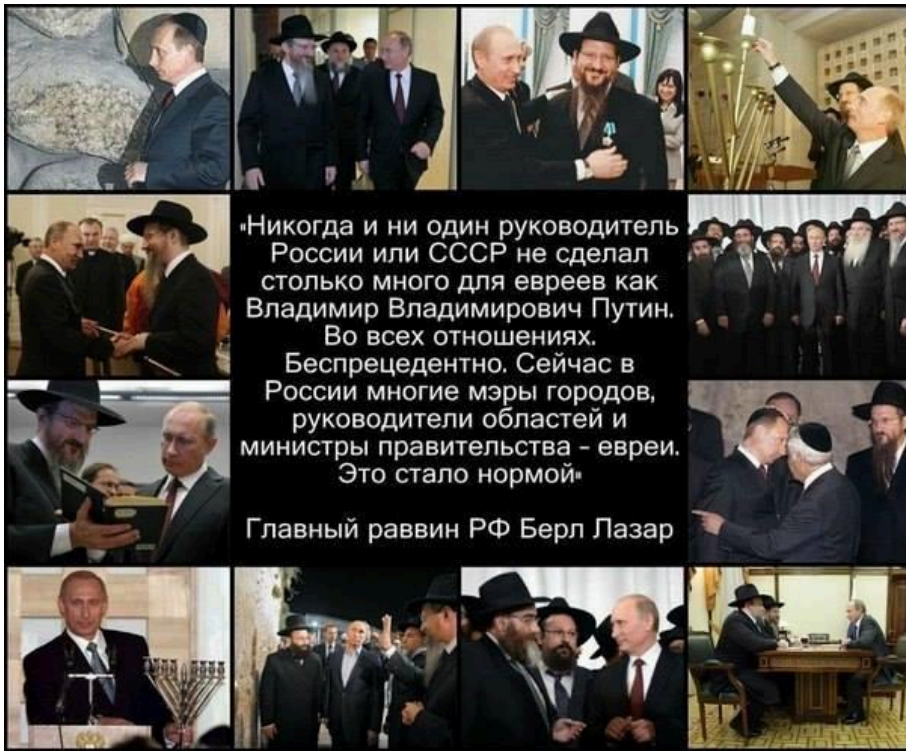 «Никогда и ни один руководитель
России или СССР не сделал
столько много для евреев как
Владимир Владимирович Путин.
Во всех отношениях.
Беспрецедентно. Сейчас в
России многие мэры городов,
руководители областей и
министры правительства - евреи.
Это стало нормой»
Главный раввин РФ Берл Лазар